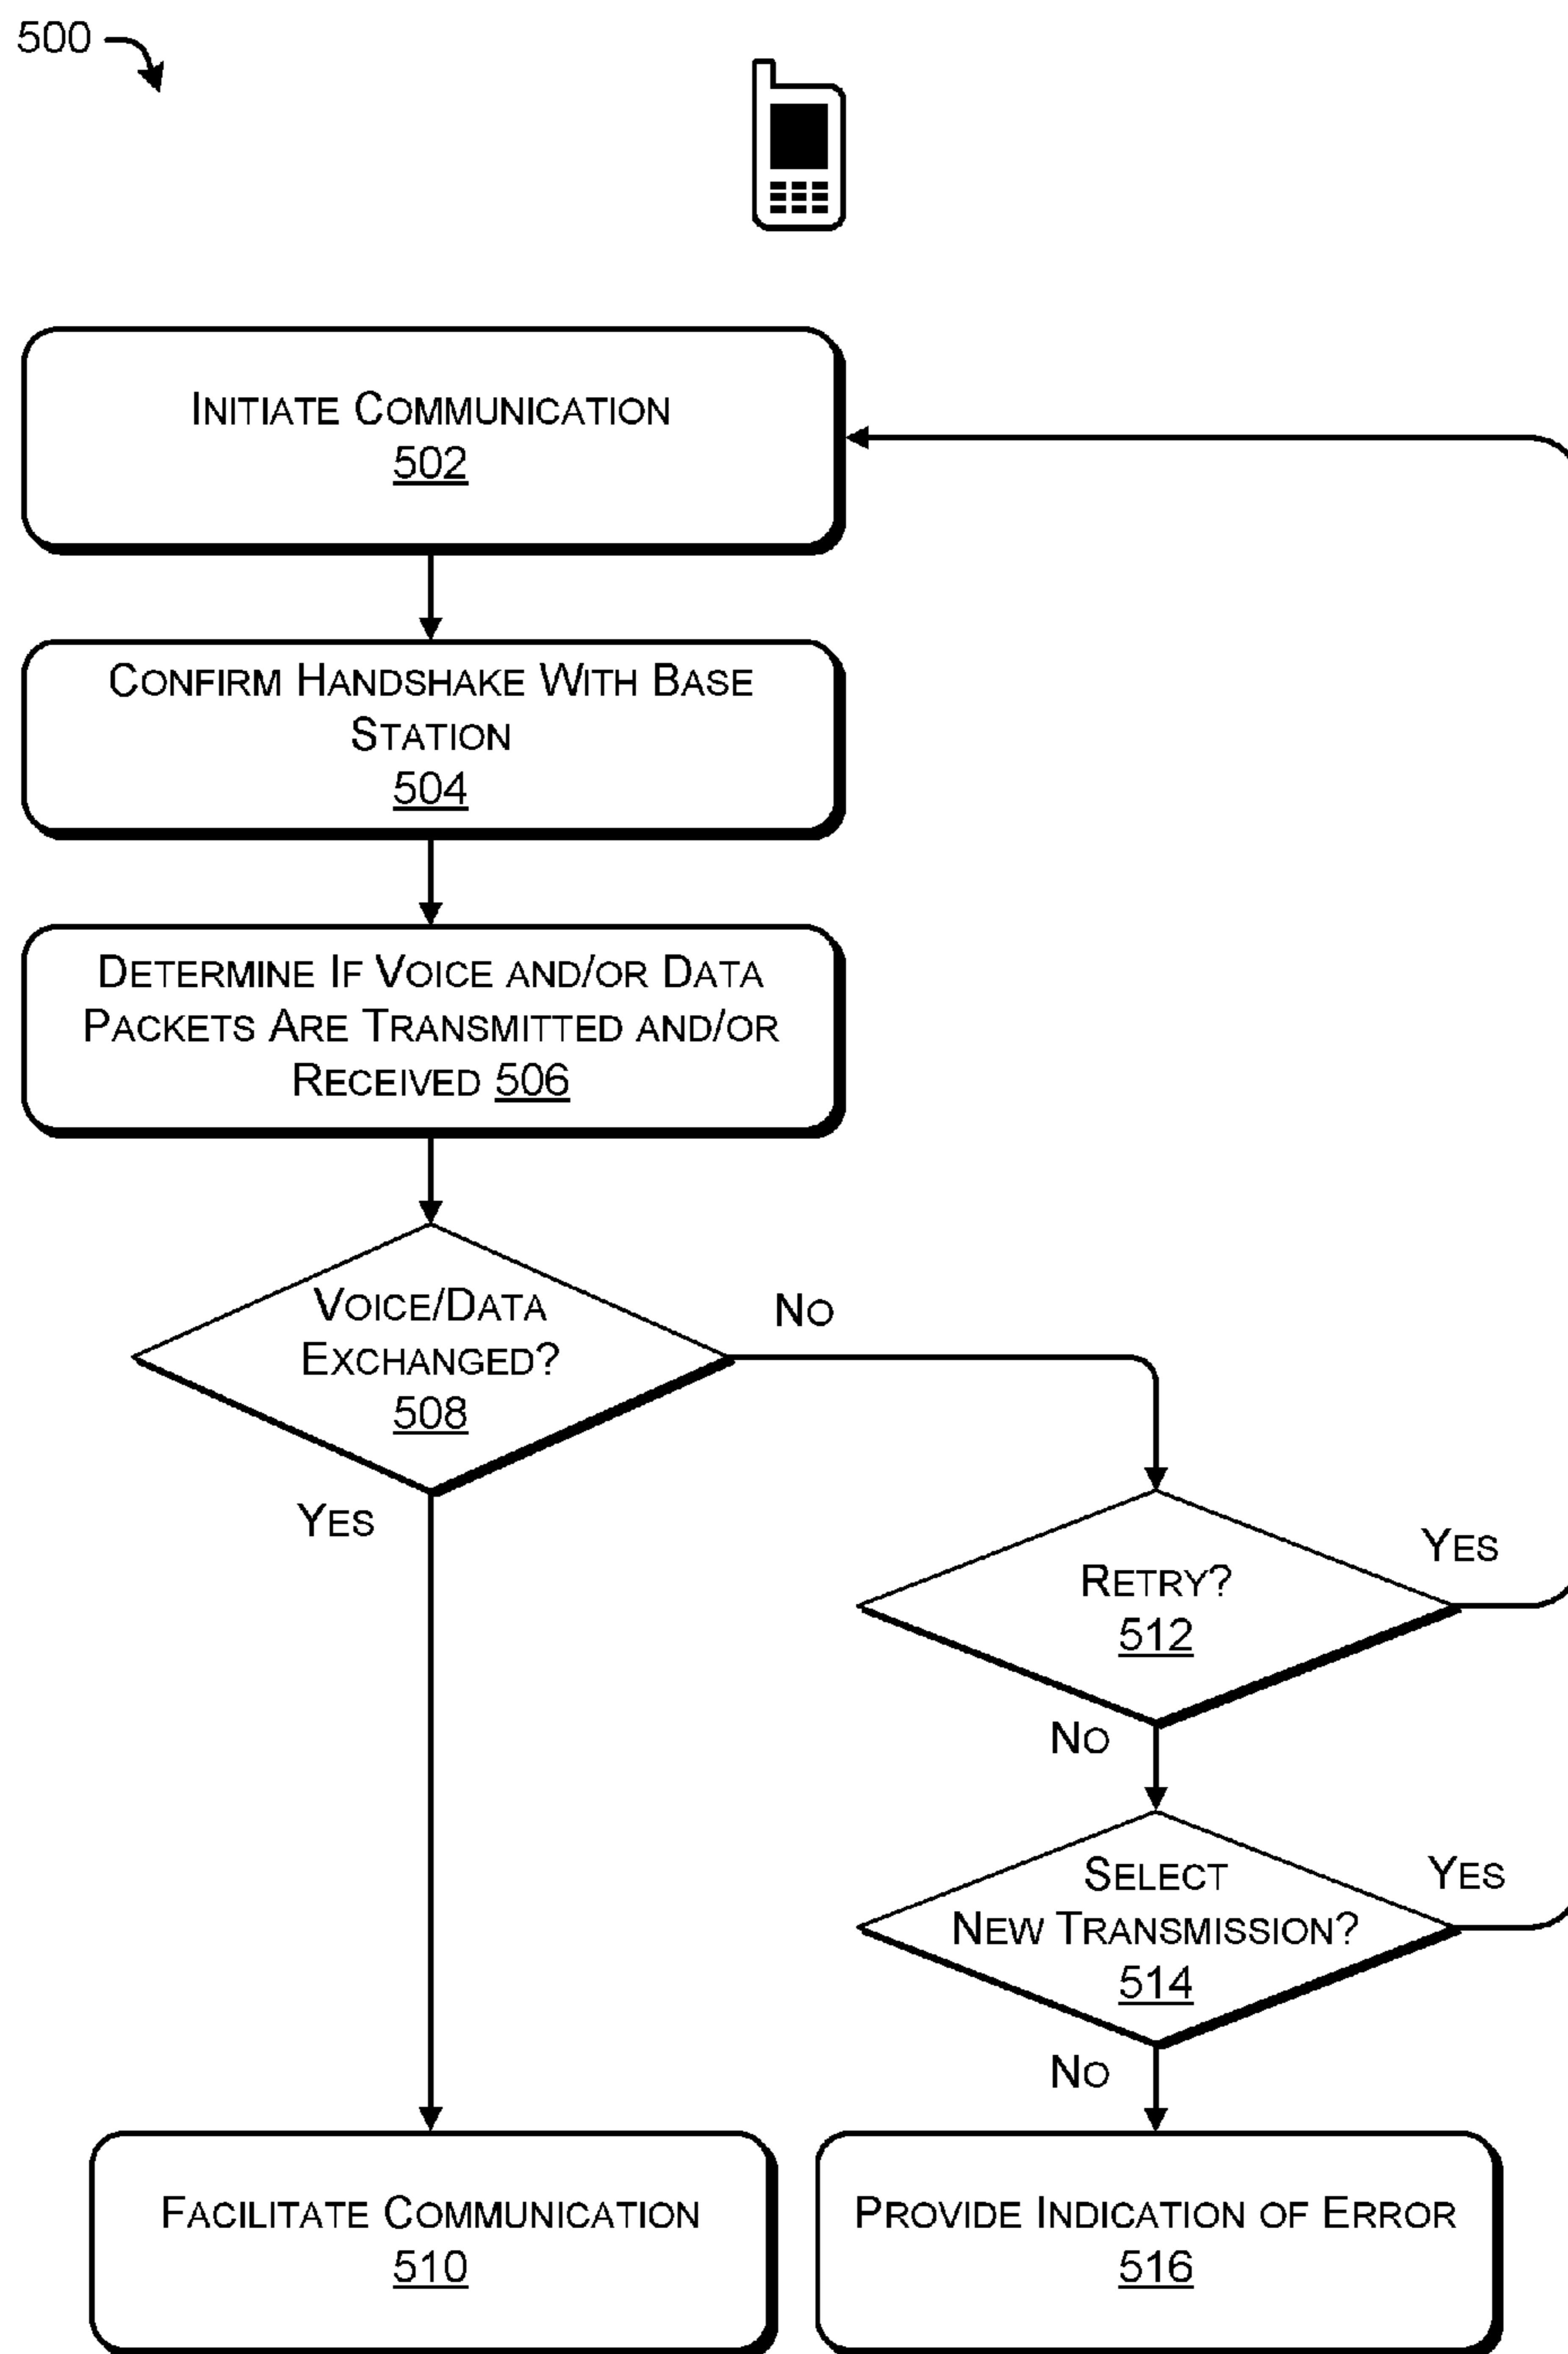 500
INITIATE COMMUNICATION
502
CONFIRM HANDSHAKE WITH BASE
STATION
504
DETERMINE IF VOICE AND/OR DATA
PACKETS ARE TRANSMITTED AND/OR
RECEIVED 506
VOICE/DATA
EXCHANGED?
508
NO
YES
RETRY?
512
YES
NO
SELECT
NEW TRANSMISSION?
514
YES
NO
FACILITATE COMMUNICATION
510
PROVIDE INDICATION OF ERROR
516